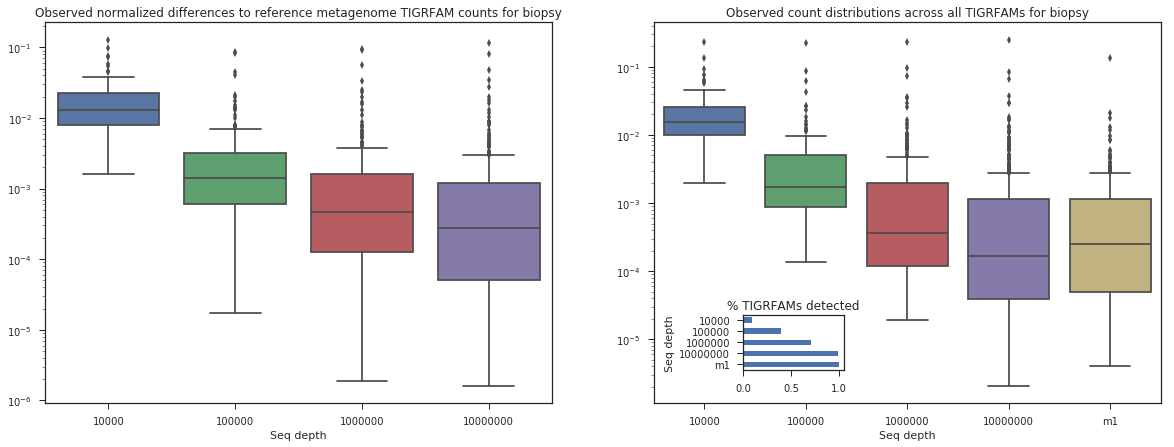 Observed normalized differences to reference metagenome TIGRFAM counts for biopsy
10⁻¹
10⁻²
10⁻³
10⁻⁴
10⁻⁵
10⁻⁶
10000 100000 1000000 10000000
Seq depth
Observed count distributions across all TIGRFAMs for biopsy
10⁻¹
10⁻²
10⁻³
10⁻⁴
10⁻⁵
% TIGRFAMs detected
Seq depth
10000
100000
1000000
10000000
m1
0.0 0.5 1.0
10000 100000 1000000 10000000 m1
Seq depth